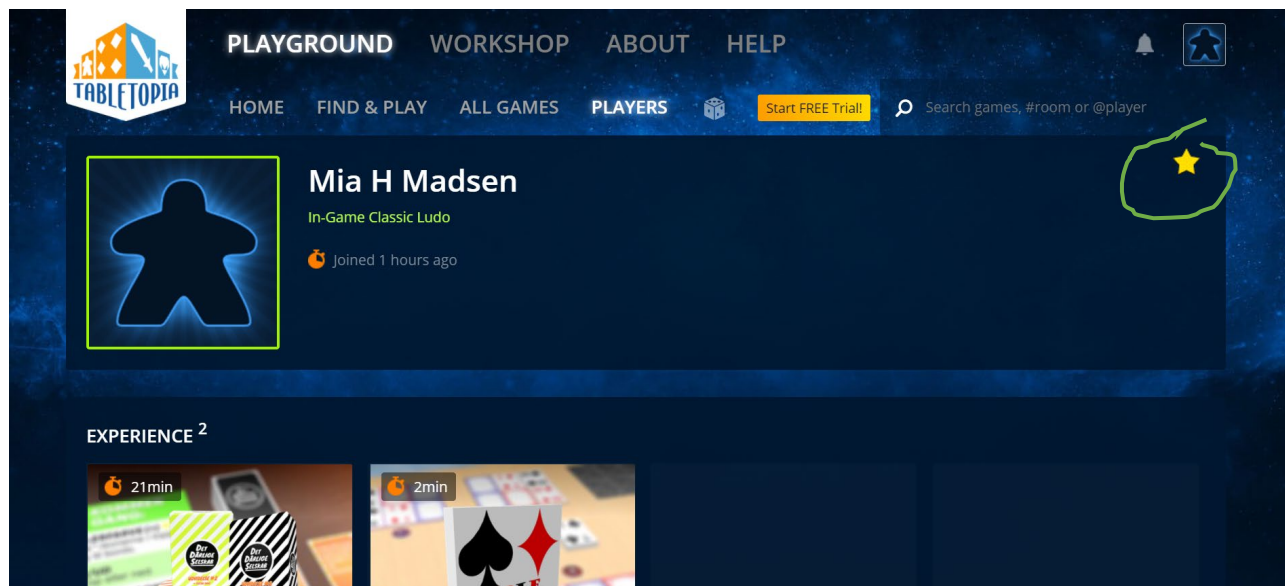 PLAYGROUND WORKSHOP ABOUT HELP
TABLETOPIA
HOME FIND & PLAY ALL GAMES PLAYERS Start FREE Trial! Search games, #room or @player
Mia H Madsen
In-Game Classic Ludo
Joined 1 hours ago
EXPERIENCE 2
21min 2min
DET DÅRLIGE SELSKAB DET DÅRLIGE SELSKAB